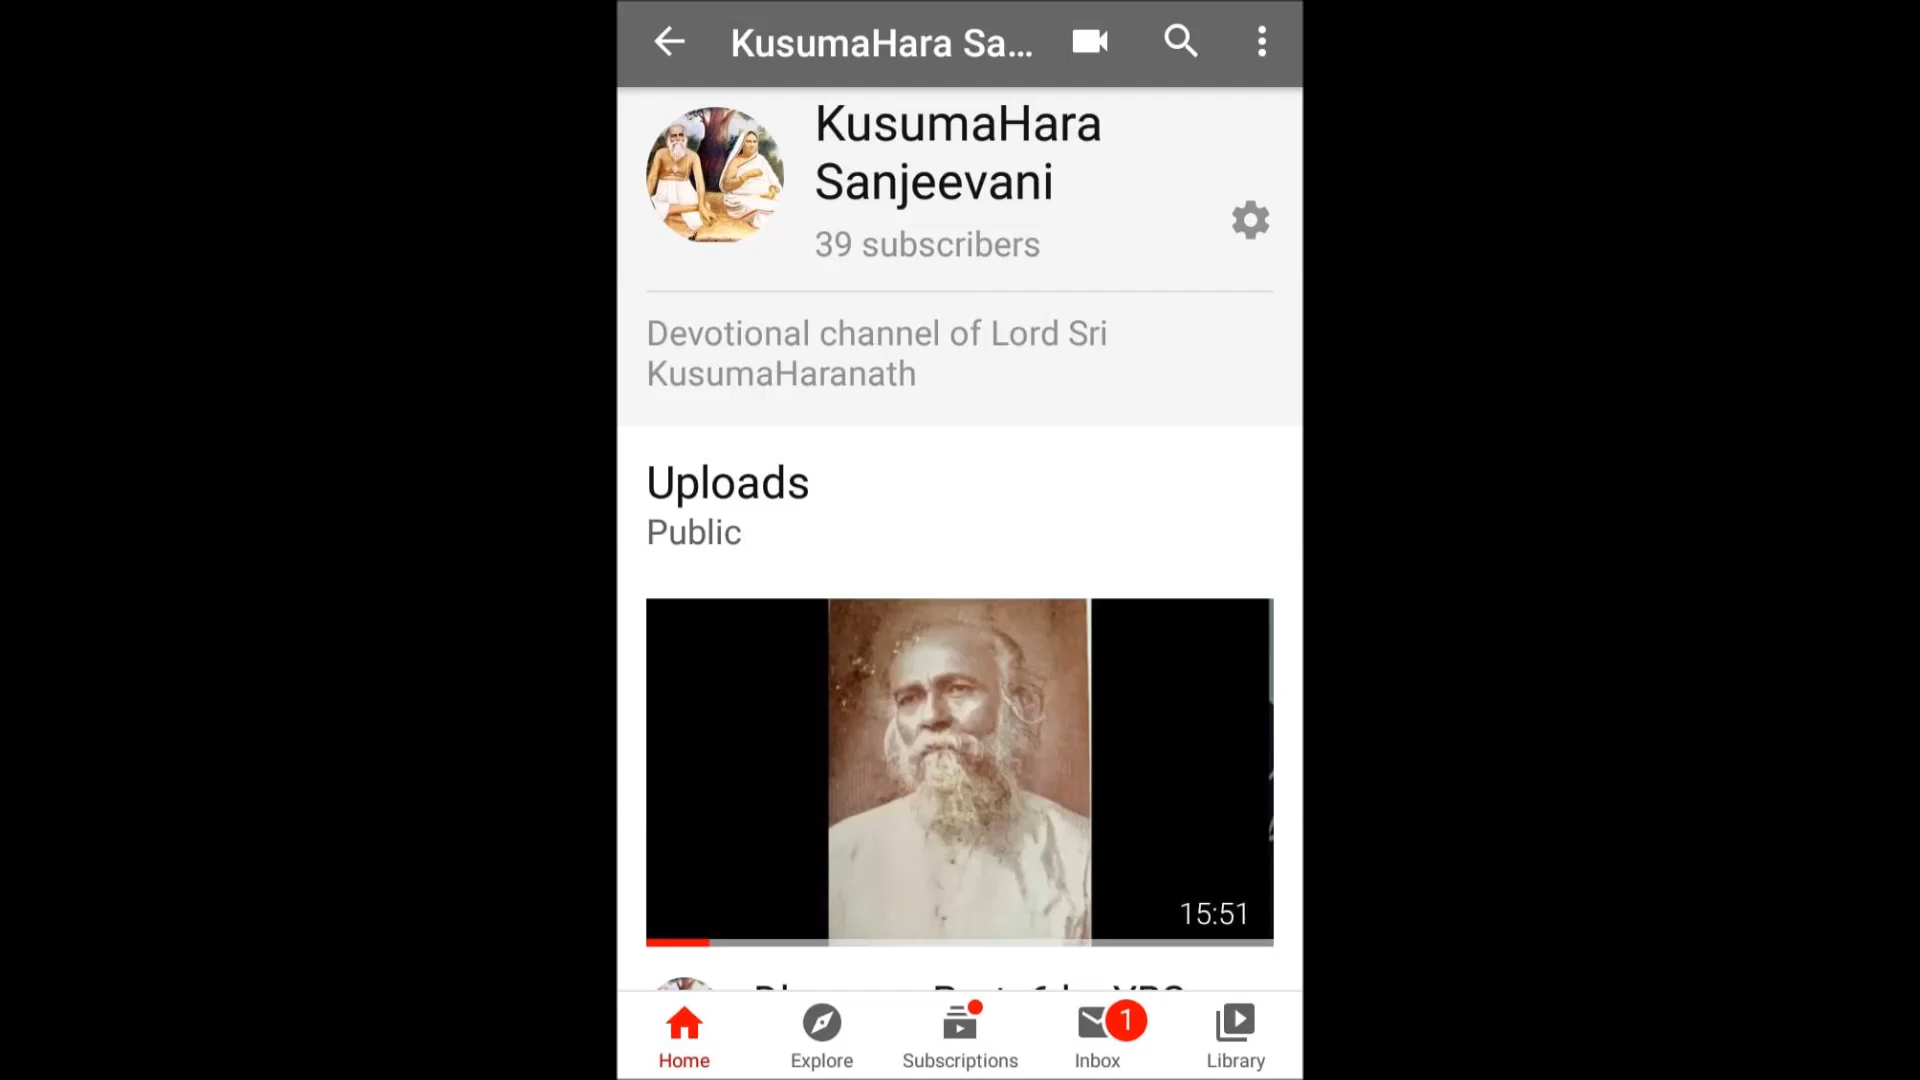 KusumaHara Sa...
KusumaHara
Sanjeevani
39 subscribers
Devotional channel of Lord Sri
KusumaHaranath
Uploads
Public
15:51
1
Home Explore Subscriptions Inbox Library